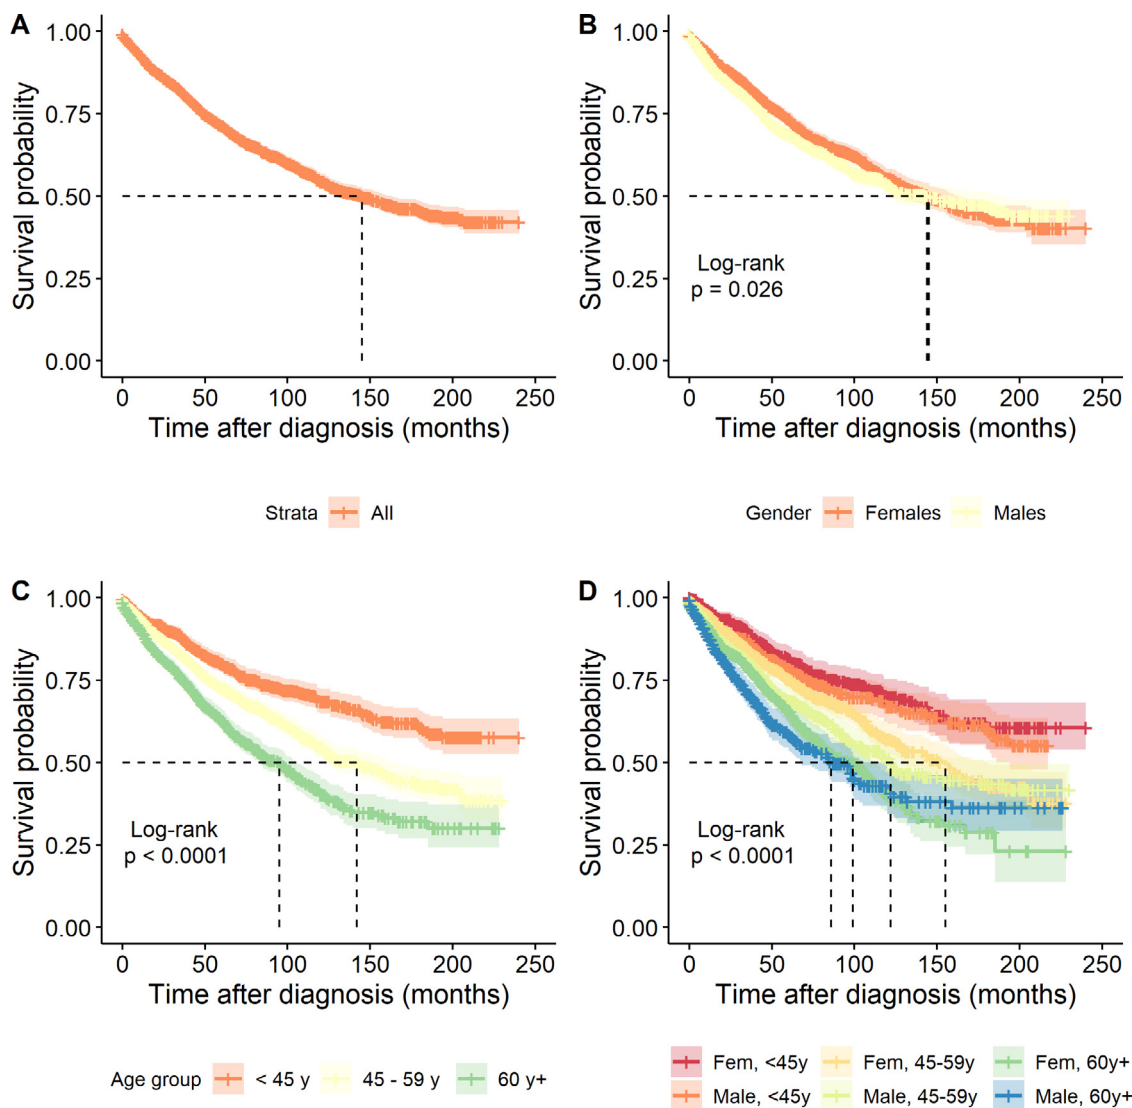 A
1.00
0.75
0.50
0.25
0.00
Survival probability
0 50 100 150 200 250
Time after diagnosis (months)
Strata All
B
1.00
0.75
0.50
0.25
0.00
Survival probability
Log-rank
p = 0.026
0 50 100 150 200 250
Time after diagnosis (months)
Gender Females Males
C
1.00
0.75
0.50
0.25
0.00
Survival probability
Log-rank
p < 0.0001
0 50 100 150 200 250
Time after diagnosis (months)
Age group < 45 y 45 - 59 y 60 y+
D
1.00
0.75
0.50
0.25
0.00
Survival probability
Log-rank
p < 0.0001
0 50 100 150 200 250
Time after diagnosis (months)
Fem, <45y Fem, 45-59y Fem, 60y+
Male, <45y Male, 45-59y Male, 60y+